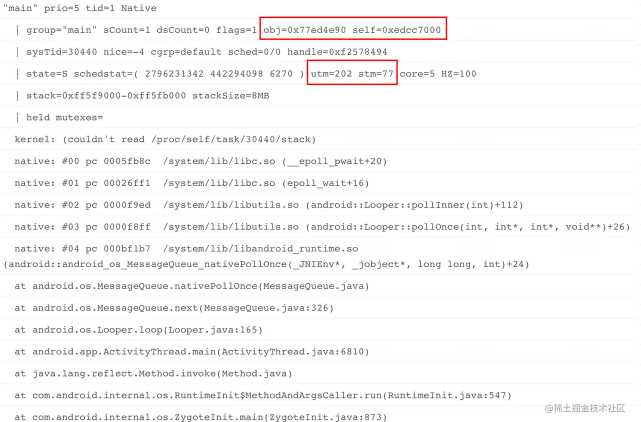 "main" prio=5 tid=1 Native
| group="main" sCount=1 dsCount=0 flags=1 obj=0x77ed4e90 self=0xedcc7000
| sysTid=30440 nice=-4 cgrp=default sched=0/0 handle=0xf2578494
| state=S schedstat=( 2796231342 442294098 6270 ) utm=202 stm=77 core=5 HZ=100
| stack=0xff5f9000-0xff5fb000 stackSize=8MB
| held mutexes=
kernel: (couldn't read /proc/self/task/30440/stack)
native: #00 pc 0005fb8c  /system/lib/libc.so (__epoll_pwait+20)
native: #01 pc 00026ff1  /system/lib/libc.so (epoll_wait+16)
native: #02 pc 0000f9ed  /system/lib/libutils.so (android::Looper::pollInner(int)+112)
native: #03 pc 0000f8ff  /system/lib/libutils.so (android::Looper::pollOnce(int, int*, int*, void**)+26)
native: #04 pc 000bf1b7  /system/lib/libandroid_runtime.so
(android::android_os_MessageQueue_nativePollOnce(_JNIEnv*, _jobject*, long long, int)+24)
at android.os.MessageQueue.nativePollOnce(MessageQueue.java)
at android.os.MessageQueue.next(MessageQueue.java:326)
at android.os.Looper.loop(Looper.java:165)
at android.app.ActivityThread.main(ActivityThread.java:6810)
at java.lang.reflect.Method.invoke(Method.java)
at com.android.internal.os.RuntimeInit$MethodAndArgsCaller.run(RuntimeInit.java:547)
at com.android.internal.os.ZygoteInit.main(ZygoteInit.java:873)
@稀土掘金技术社区